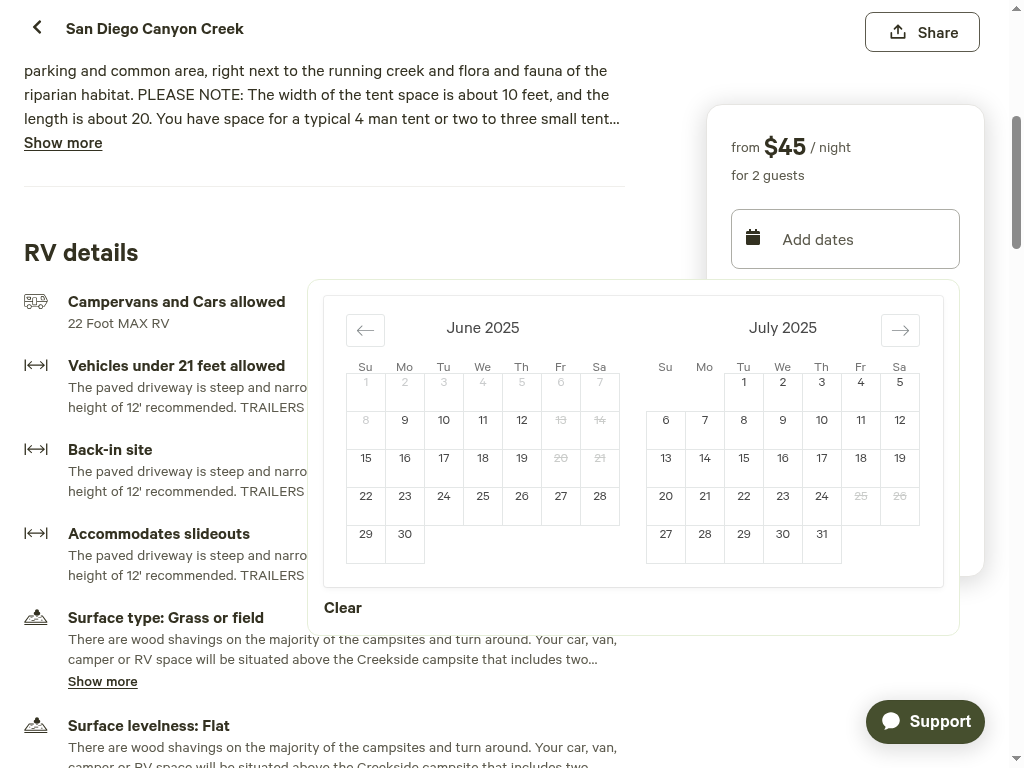 San Diego Canyon Creek
Share
parking and common area, right next to the running creek and flora and fauna of the
riparian habitat. PLEASE NOTE: The width of the tent space is about 10 feet, and the
length is about 20. You have space for a typical 4 man tent or two to three small tent...
Show more
from $45 / night
for 2 guests
Add dates
RV details
Campervans and Cars allowed
22 Foot MAX RV
Vehicles under 21 feet allowed
The paved driveway is steep and narro
height of 12' recommended. TRAILERS
Back-in site
The paved driveway is steep and narro
height of 12' recommended. TRAILERS
Accommodates slideouts
The paved driveway is steep and narro
height of 12' recommended. TRAILERS
Surface type: Grass or field
There are wood shavings on the majority of the campsites and turn around. Your car, van,
camper or RV space will be situated above the Creekside campsite that includes two...
Show more
Surface levelness: Flat
There are wood shavings on the majority of the campsites and turn around. Your car, van,
camper or RV space will be situated above the Creekside campsite that includes two
June 2025
Su Mo Tu We Th Fr Sa
1 2 3 4 5 6 7
8 9 10 11 12 13 14
15 16 17 18 19 20 21
22 23 24 25 26 27 28
29 30
July 2025
Su Mo Tu We Th Fr Sa
1 2 3 4 5
6 7 8 9 10 11 12
13 14 15 16 17 18 19
20 21 22 23 24 25 26
27 28 29 30 31
Clear
Support